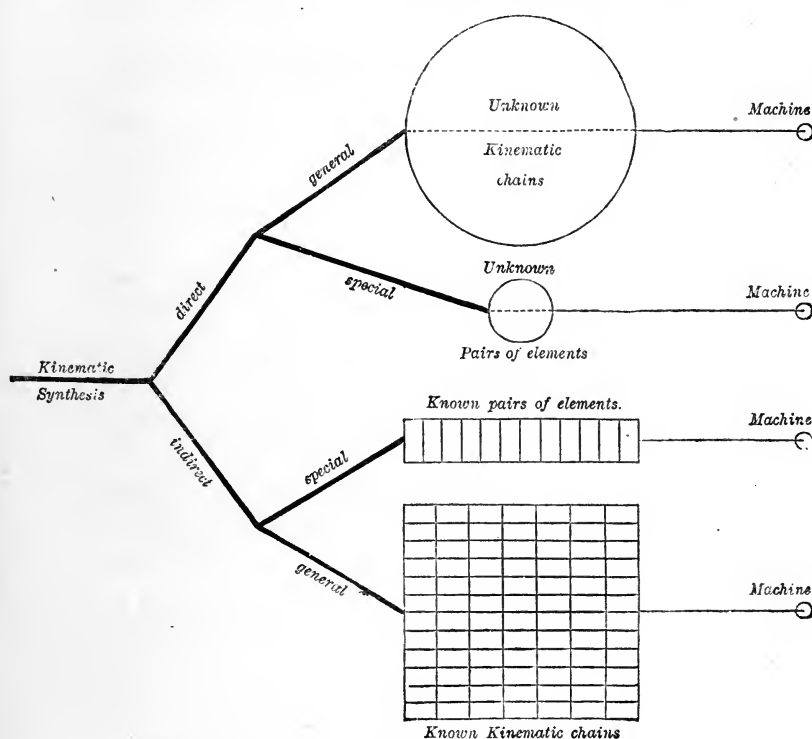 Unknown
Machine
Kinematic
chains
general
Unknown
special
Machine
direct
Pairs of elements
Kinematic
Synthesis
Known pairs of elements.
Machine
indirect
special
general
Machine
Known Kinematic chains